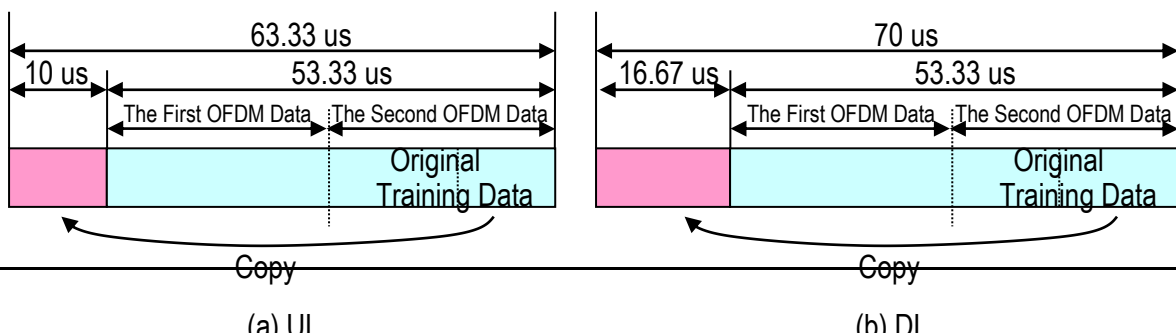 63.33 us
10 us
53.33 us
The First OFDM Data
The Second OFDM Data
Original
Training Data
Copy
(a) UL
70 us
16.67 us
53.33 us
The First OFDM Data
The Second OFDM Data
Original
Training Data
Copy
(b) DL